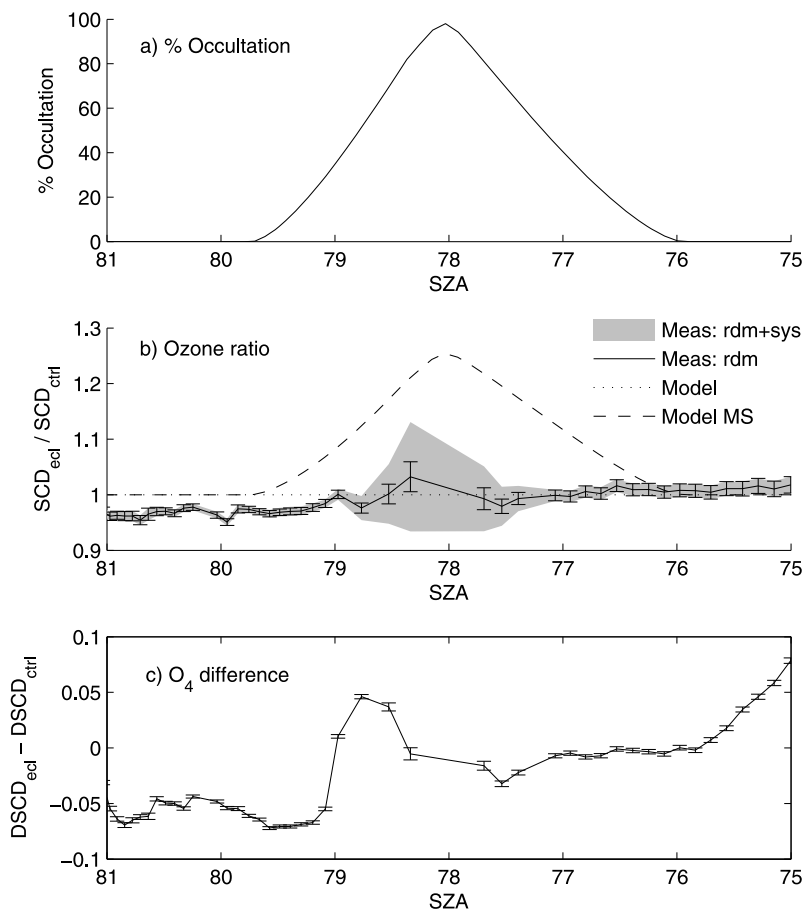 100
80
60
40
20
0
% Occultation
a) % Occultation
81 80 79 78 77 76 75
SZA
1.3
1.2
1.1
1
0.9
SCD_ecl / SCD_ctrl
b) Ozone ratio
Meas: rdm+sys
Meas: rdm
Model
Model MS
81 80 79 78 77 76 75
SZA
0.1
0.05
0
−0.05
−0.1
DSCD_ecl − DSCD_ctrl
c) O₄ difference
81 80 79 78 77 76 75
SZA